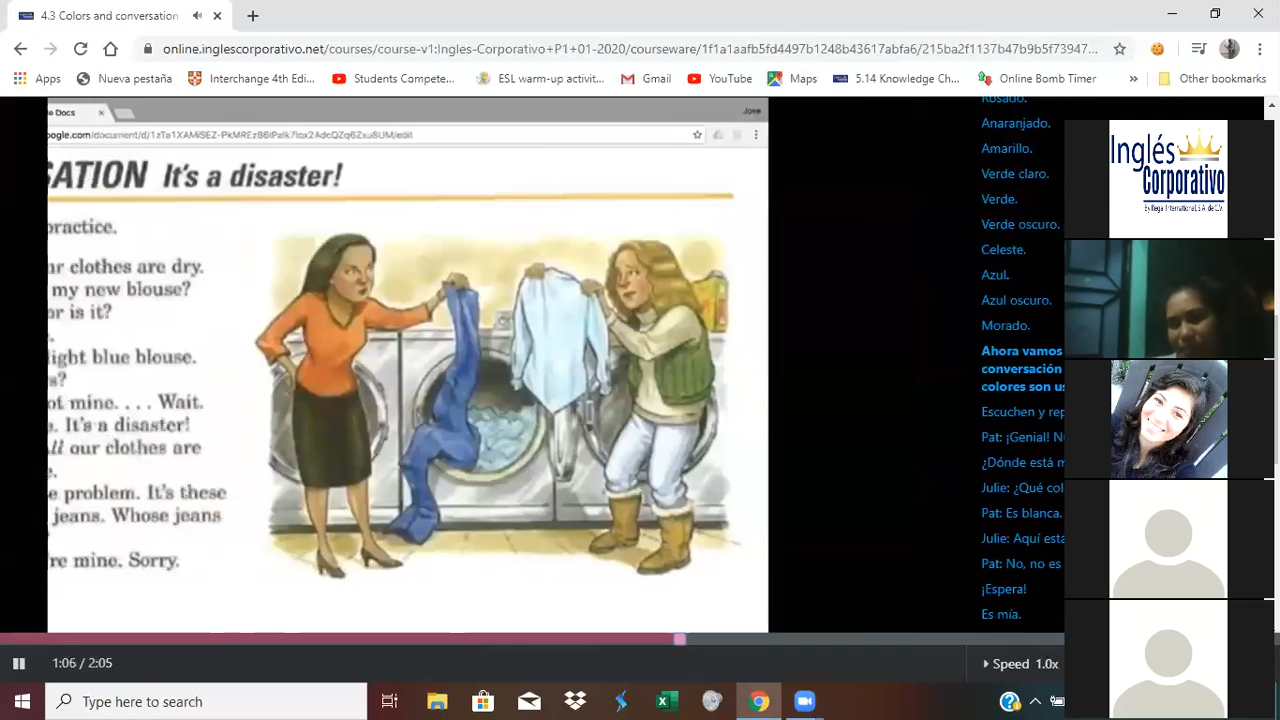 4.3 Colors and conversation
online.inglescorporativo.net/courses/course-v1:Ingles-Corporativo+P1+01-2020/courseware/1f1a1aafb5fd4497b1248b43617abfa6/215ba2f1137b47b9b5f73947...
Apps Nueva pestaña Interchange 4th Edi... Students Compete... ESL warm-up activit... Gmail YouTube Maps 5.14 Knowledge Ch... Online Bomb Timer » Other bookmarks
Docs
Jose
SATION It's a disaster!
practice.
ur clothes are dry.
my new blouse?
or is it?
light blue blouse.
s?
ot mine. . . . Wait.
e. It's a disaster!
ll our clothes are
e.
e problem. It's these
jeans. Whose jeans
're mine. Sorry.
Rosado.
Anaranjado.
Amarillo.
Verde claro.
Verde.
Verde oscuro.
Celeste.
Azul.
Azul oscuro.
Morado.
Ahora vamos
conversación
colores son us
Escuchen y rep
Pat: ¡Genial! N
¿Dónde está m
Julie: ¿Qué col
Pat: Es blanca.
Julie: Aquí está
Pat: No, no es
¡Espera!
Es mía.
Inglés
Corporativo
1:06 / 2:05
Speed 1.0x
Type here to search